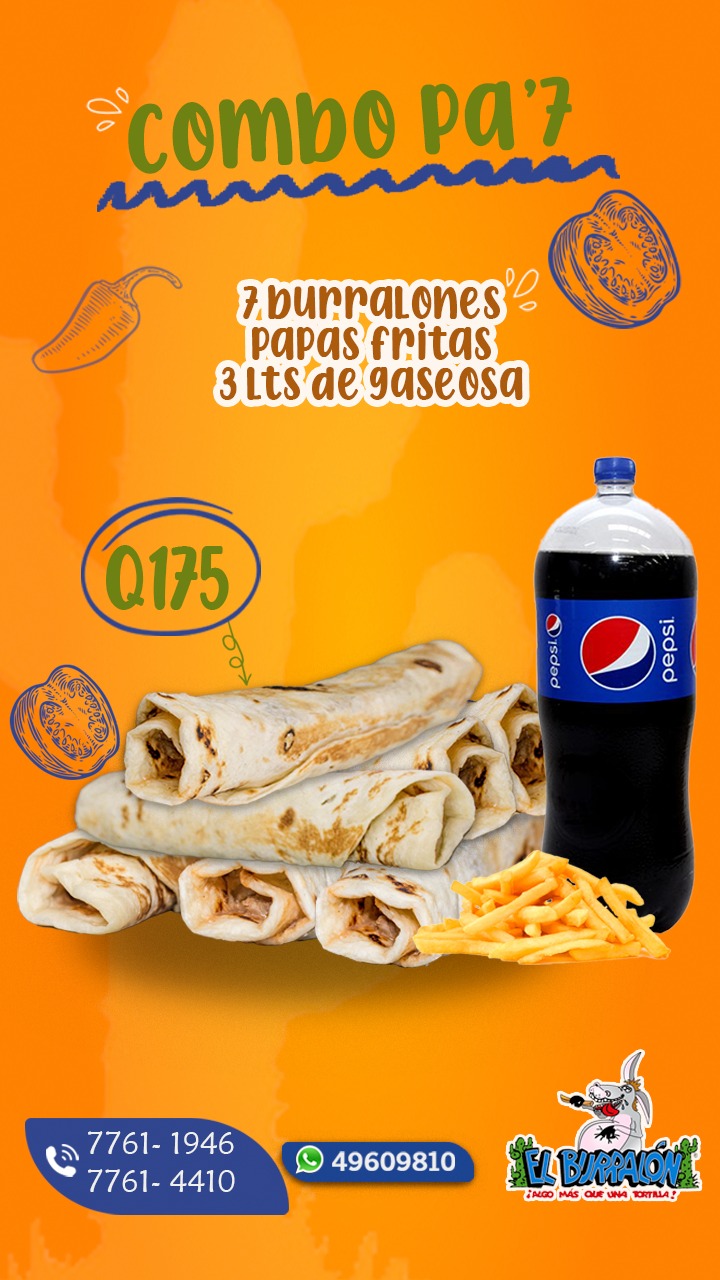 Combo Pa'7
7 burralones
papas fritas
3 Lts de gaseosa
Q175
pepsi
pepsi.
7761- 1946
7761- 4410
49609810
EL BURRALÓN
¡ALGO MÁS QUE UNA TORTILLA!